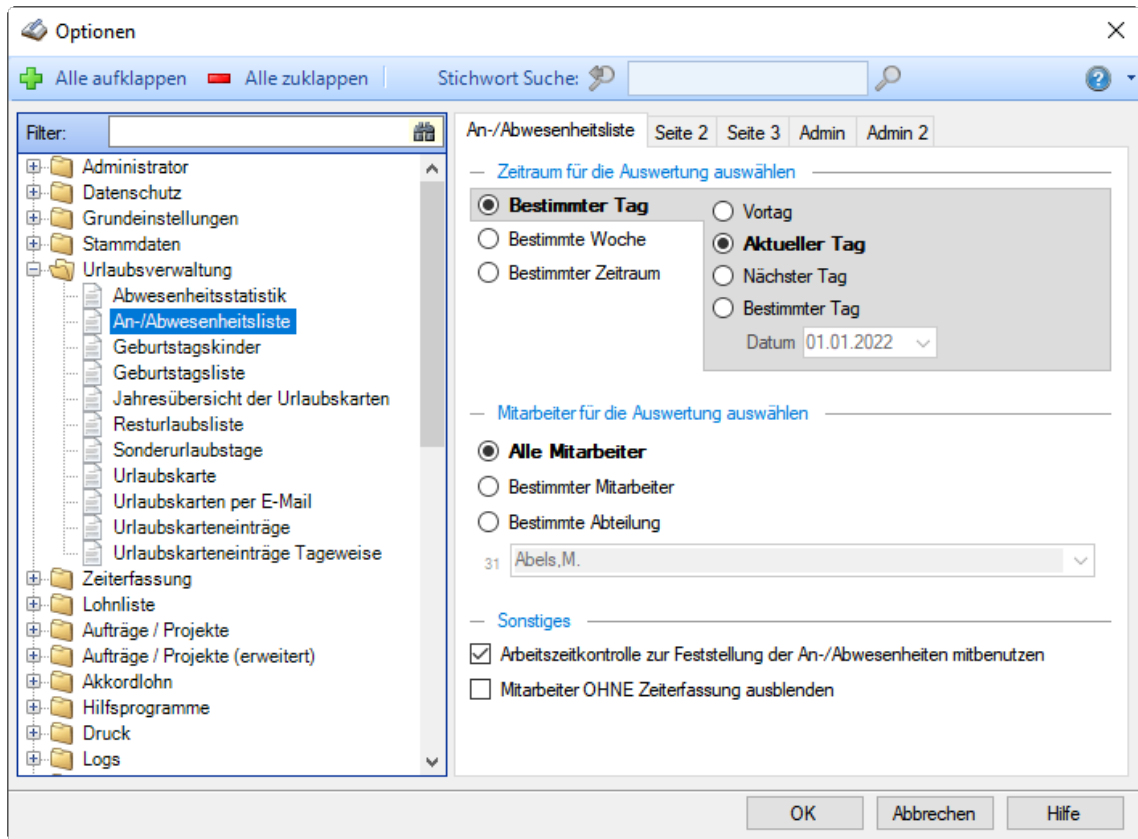 Optionen
Alle aufklappen Alle zuklappen Stichwort Suche:
Filter:
Administrator
Datenschutz
Grundeinstellungen
Stammdaten
Urlaubsverwaltung
Abwesenheitsstatistik
An-/Abwesenheitsliste
Geburtstagskinder
Geburtstagsliste
Jahresübersicht der Urlaubskarten
Resturlaubsliste
Sonderurlaubstage
Urlaubskarte
Urlaubskarten per E-Mail
Urlaubskarteneinträge
Urlaubskarteneinträge Tageweise
Zeiterfassung
Lohnliste
Aufträge / Projekte
Aufträge / Projekte (erweitert)
Akkordlohn
Hilfsprogramme
Druck
Logs
An-/Abwesenheitsliste Seite 2 Seite 3 Admin Admin 2
Zeitraum für die Auswertung auswählen
Bestimmter Tag
Bestimmte Woche
Bestimmter Zeitraum
Vortag
Aktueller Tag
Nächster Tag
Bestimmter Tag
Datum 01.01.2022
Mitarbeiter für die Auswertung auswählen
Alle Mitarbeiter
Bestimmter Mitarbeiter
Bestimmte Abteilung
31 Abels,M.
Sonstiges
Arbeitszeitkontrolle zur Feststellung der An-/Abwesenheiten mitbenutzen
Mitarbeiter OHNE Zeiterfassung ausblenden
OK Abbrechen Hilfe